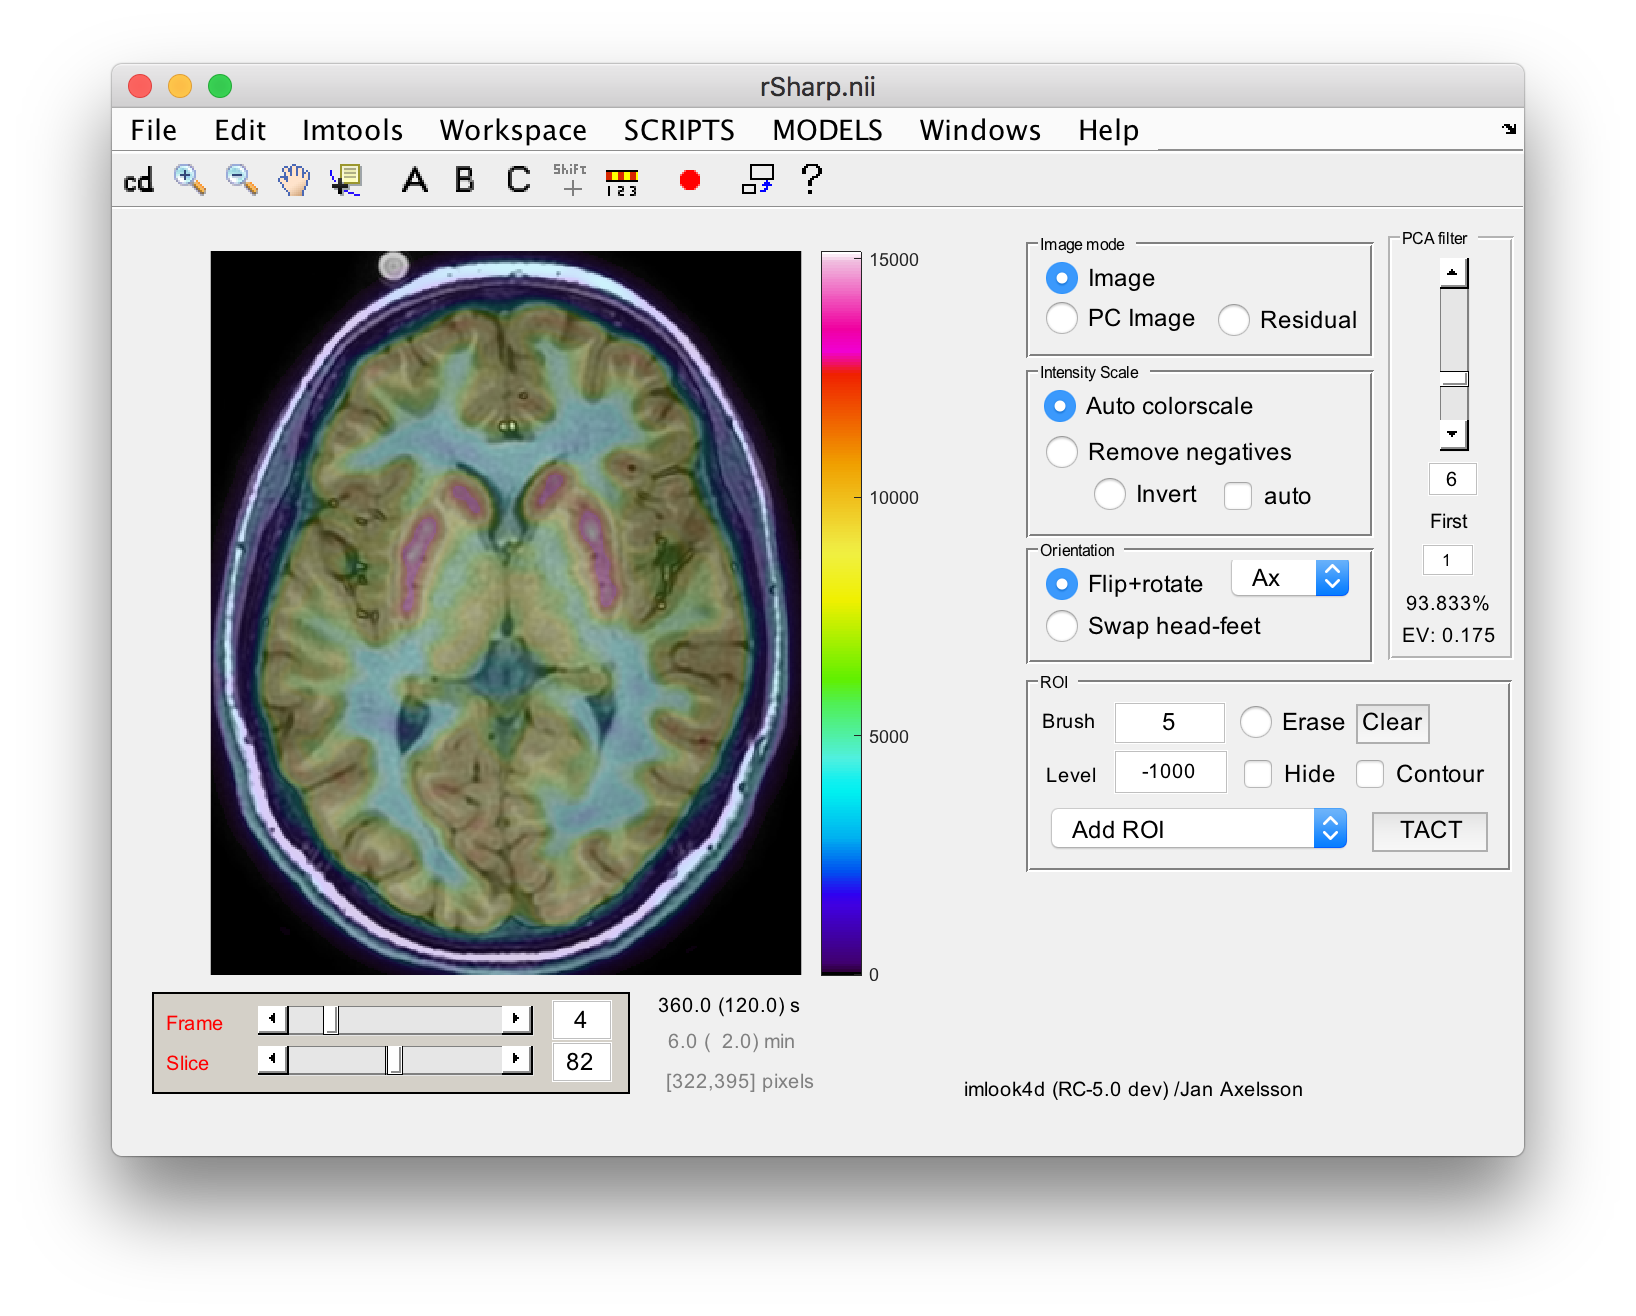 rSharp.nii
File Edit Imtools Workspace SCRIPTS MODELS Windows Help
cd A B C Shift 1 2 3 ?
15000
10000
5000
0
Image mode
Image
PC Image Residual
Intensity Scale
Auto colorscale
Remove negatives
Invert auto
Orientation
Flip+rotate Ax
Swap head-feet
PCA filter
6
First
1
93.833%
EV: 0.175
ROI
Brush 5 Erase Clear
Level -1000 Hide Contour
Add ROI TACT
Frame 4
Slice 82
360.0 (120.0) s
6.0 ( 2.0) min
[322,395] pixels
imlook4d (RC-5.0 dev) /Jan Axelsson